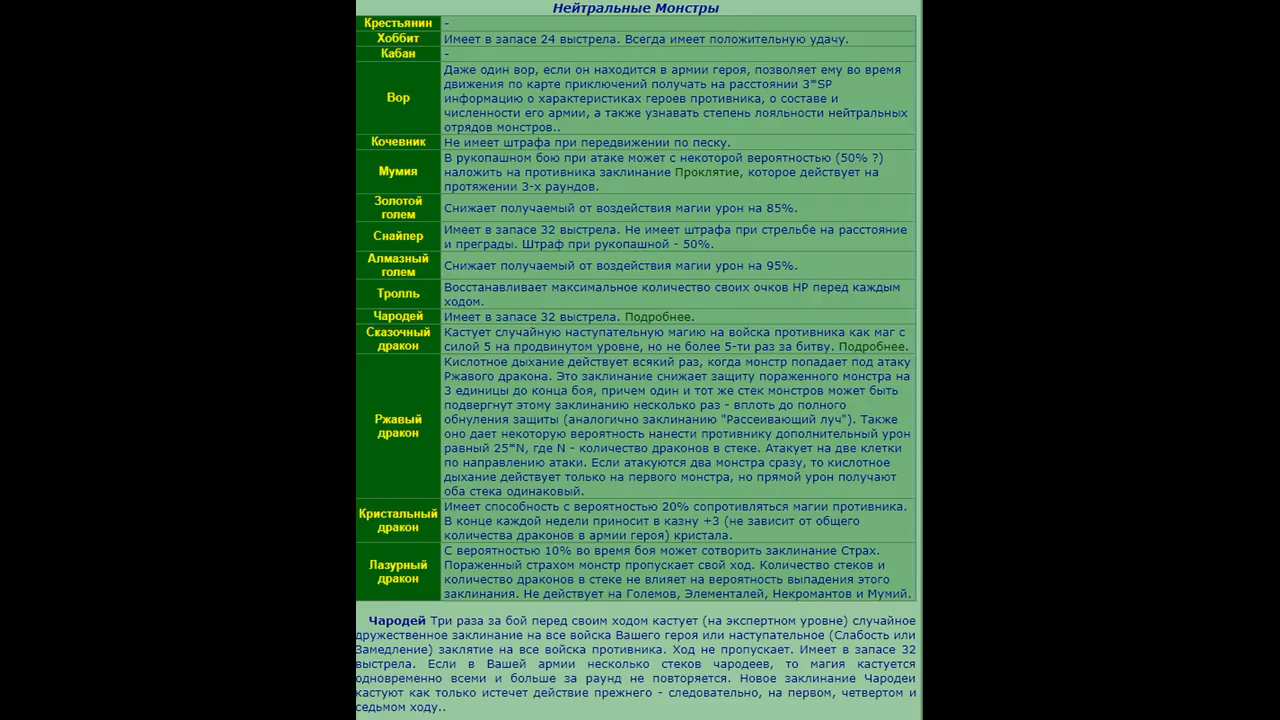 Нейтральные Монстры
Крестьянин -
Хоббит Имеет в запасе 24 выстрела. Всегда имеет положительную удачу.
Кабан -
Вор
Даже один вор, если он находится в армии героя, позволяет ему во время
движения по карте приключений получать на расстоянии 3*SP
информацию о характеристиках героев противника, о составе и
численности его армии, а также узнавать степень лояльности нейтральных
отрядов монстров..
Кочевник Не имеет штрафа при передвижении по песку.
Мумия
В рукопашном бою при атаке может с некоторой вероятностью (50% ?)
наложить на противника заклинание Проклятие, которое действует на
протяжении 3-х раундов.
Золотой
голем
Снижает получаемый от воздействия магии урон на 85%.
Снайпер
Имеет в запасе 32 выстрела. Не имеет штрафа при стрельбе на расстояние
и преграды. Штраф при рукопашной - 50%.
Алмазный
голем
Снижает получаемый от воздействия магии урон на 95%.
Тролль
Восстанавливает максимальное количество своих очков HP перед каждым
ходом.
Чародей Имеет в запасе 32 выстрела. Подробнее.
Сказочный
дракон
Кастует случайную наступательную магию на войска противника как маг с
силой 5 на продвинутом уровне, но не более 5-ти раз за битву. Подробнее.
Ржавый
дракон
Кислотное дыхание действует всякий раз, когда монстр попадает под атаку
Ржавого дракона. Это заклинание снижает защиту пораженного монстра на
3 единицы до конца боя, причем один и тот же стек монстров может быть
подвергнут этому заклинанию несколько раз - вплоть до полного
обнуления защиты (аналогично заклинанию "Рассеивающий луч"). Также
оно дает некоторую вероятность нанести противнику дополнительный урон
равный 25*N, где N - количество драконов в стеке. Атакует на две клетки
по направлению атаки. Если атакуются два монстра сразу, то кислотное
дыхание действует только на первого монстра, но прямой урон получают
оба стека одинаковый.
Кристальный
дракон
Имеет способность с вероятностью 20% сопротивляться магии противника.
В конце каждой недели приносит в казну +3 (не зависит от общего
количества драконов в армии героя) кристала.
Лазурный
дракон
С вероятностью 10% во время боя может сотворить заклинание Страх.
Пораженный страхом монстр пропускает свой ход. Количество стеков и
количество драконов в стеке не влияет на вероятность выпадения этого
заклинания. Не действует на Големов, Элементалей, Некромантов и Мумий.
Чародей Три раза за бой перед своим ходом кастует (на экспертном уровне) случайное
дружественное заклинание на все войска Вашего героя или наступательное (Слабость или
Замедление) заклятие на все войска противника. Ход не пропускает. Имеет в запасе 32
выстрела. Если в Вашей армии несколько стеков чародеев, то магия кастуется
одновременно всеми и больше за раунд не повторяется. Новое заклинание Чародеи
кастуют как только истечет действие прежнего - следовательно, на первом, четвертом и
седьмом ходу..